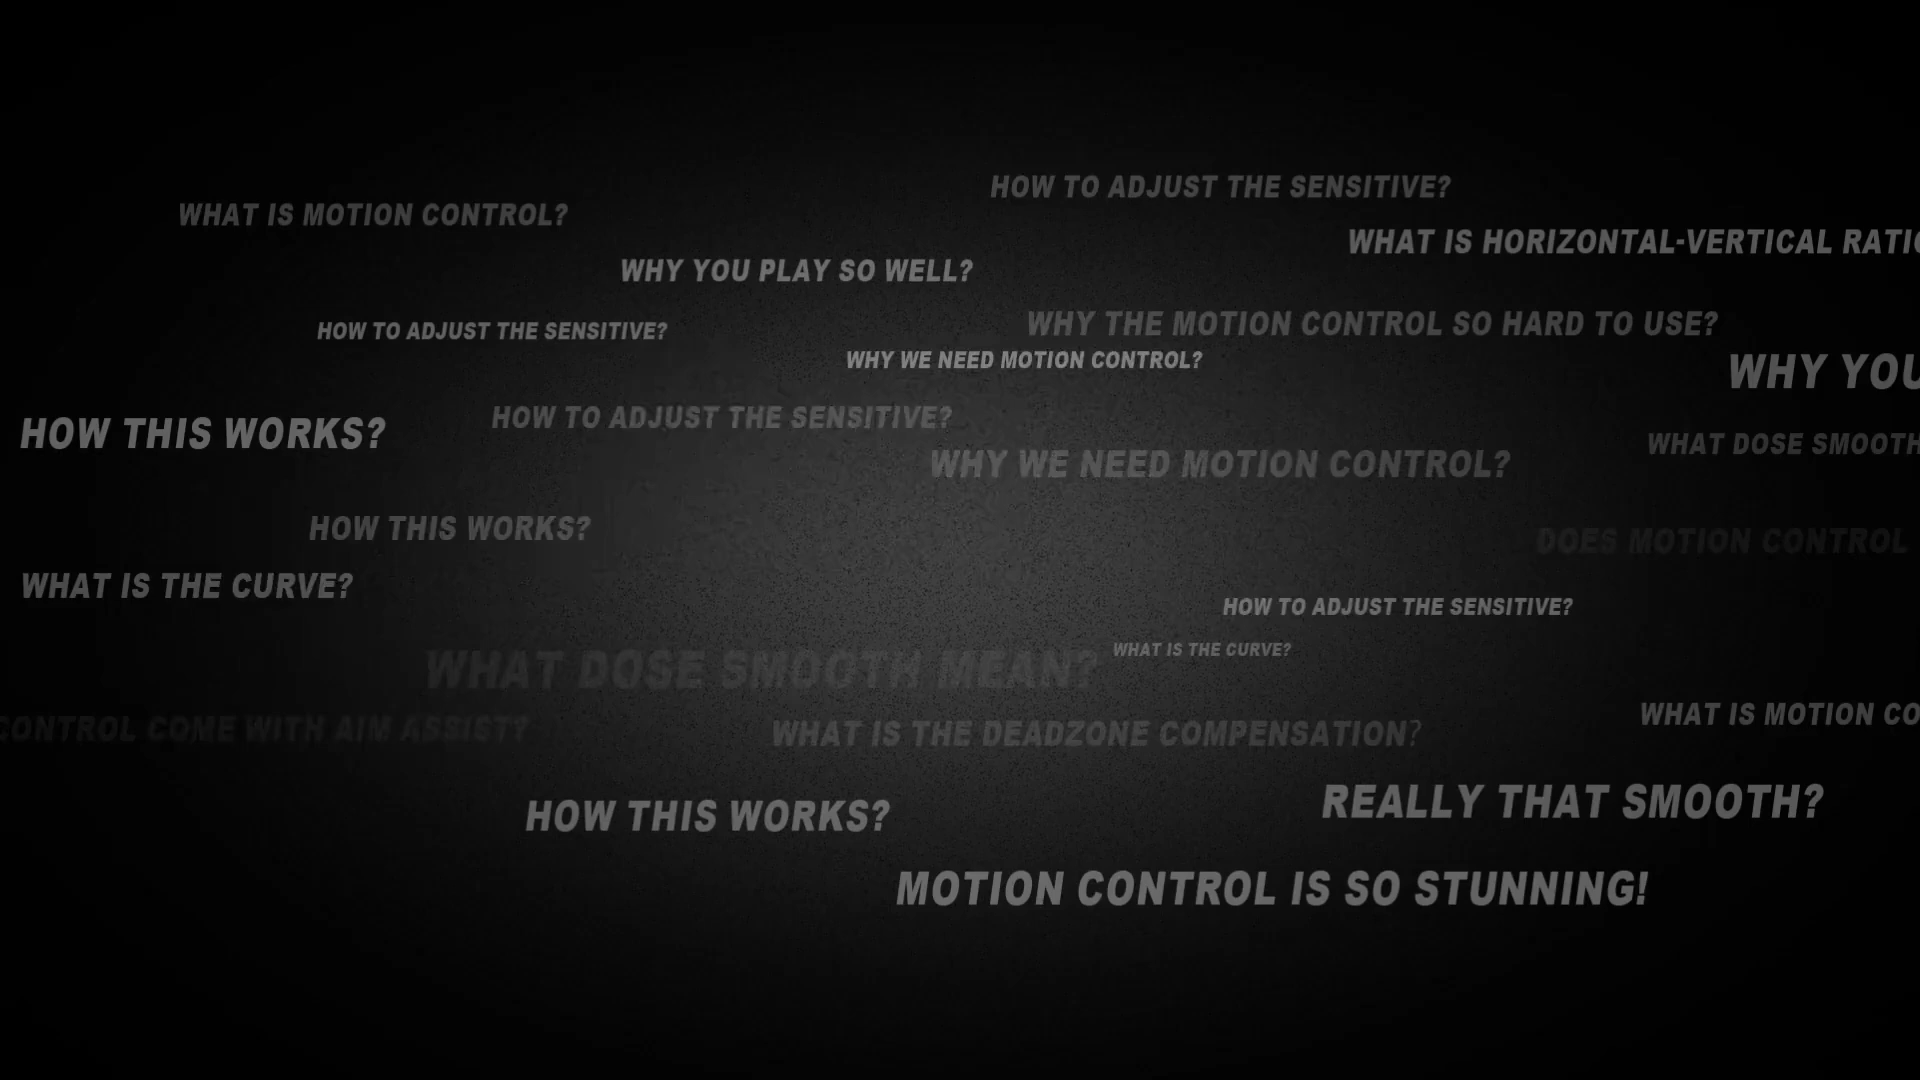 HOW TO ADJUST THE SENSITIVE?
WHAT IS MOTION CONTROL?
WHAT IS HORIZONTAL-VERTICAL RATIO
WHY YOU PLAY SO WELL?
WHY THE MOTION CONTROL SO HARD TO USE?
HOW TO ADJUST THE SENSITIVE?
WHY WE NEED MOTION CONTROL?
WHY YOU
HOW TO ADJUST THE SENSITIVE?
HOW THIS WORKS?
WHAT DOSE SMOOTH
WHY WE NEED MOTION CONTROL?
HOW THIS WORKS?
DOES MOTION CONTROL
WHAT IS THE CURVE?
HOW TO ADJUST THE SENSITIVE?
WHAT IS THE CURVE?
WHAT DOSE SMOOTH MEAN?
WHAT IS MOTION CO
CONTROL COME WITH AIM ASSIST?
WHAT IS THE DEADZONE COMPENSATION?
REALLY THAT SMOOTH?
HOW THIS WORKS?
MOTION CONTROL IS SO STUNNING!